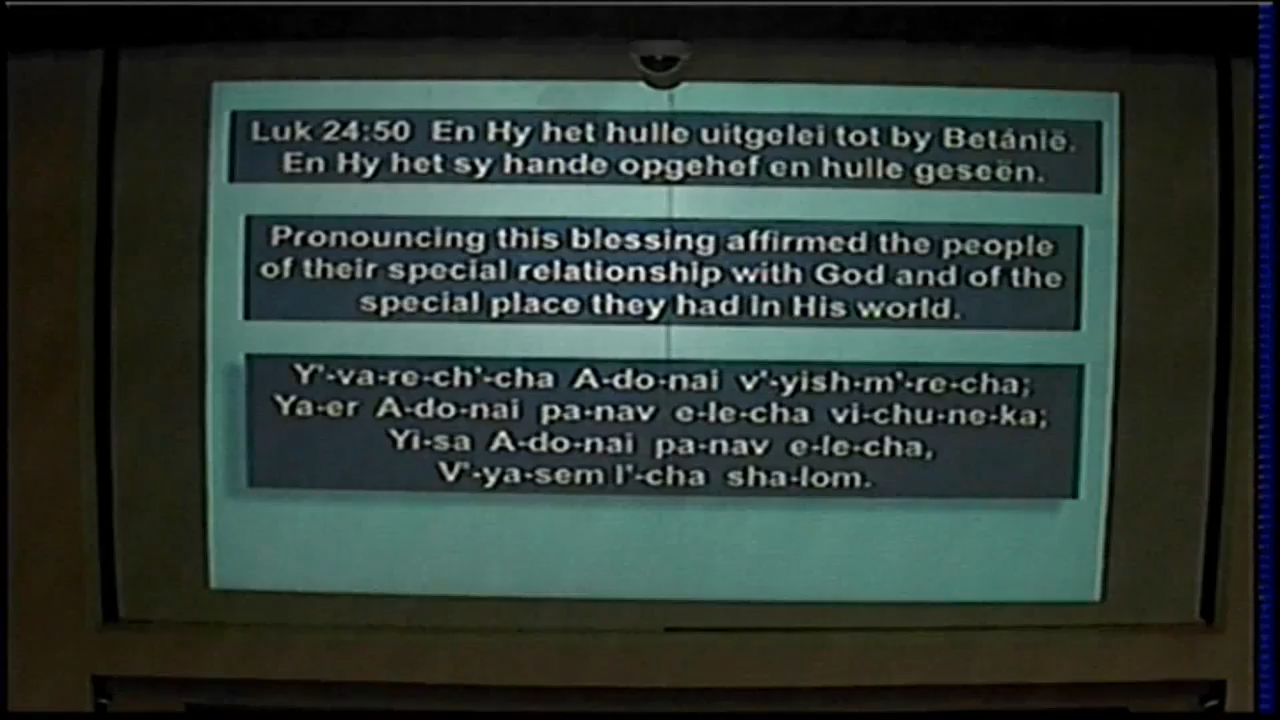 Luk 24:50 En Hy het hulle uitgelei tot by Betánië.
En Hy het sy hande opgehef en hulle geseën.
Pronouncing this blessing affirmed the people
of their special relationship with God and of the
special place they had in His world.
Y'-va-re-ch'-cha A-do-nai v'-yish-m'-re-cha;
Ya-er A-do-nai pa-nav e-le-cha vi-chu-ne-ka;
Yi-sa A-do-nai pa-nav e-le-cha,
V'-ya-sem l'-cha sha-lom.